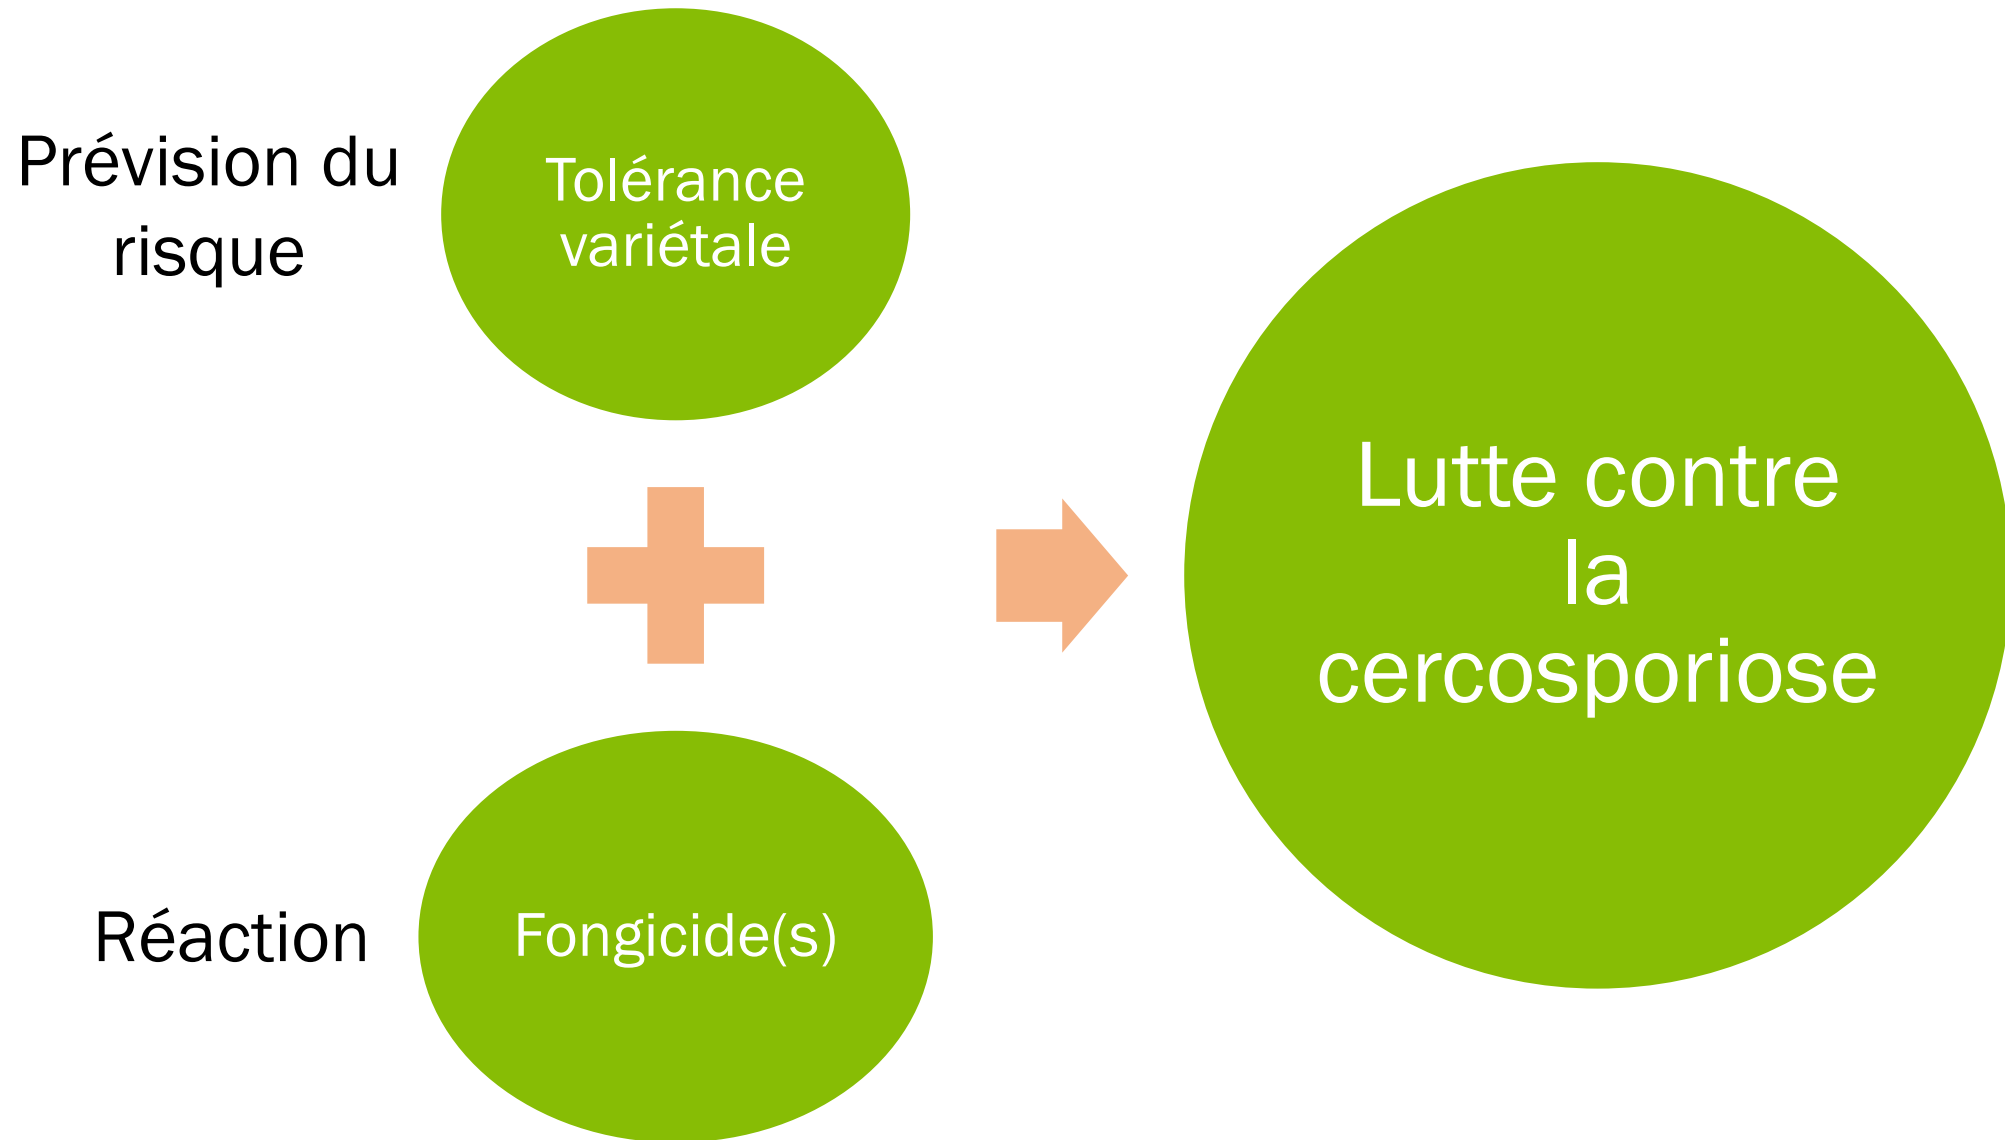 Prévision du
risque
Tolérance
variétale
Lutte contre
la
cercosporiose
Réaction
Fongicide(s)